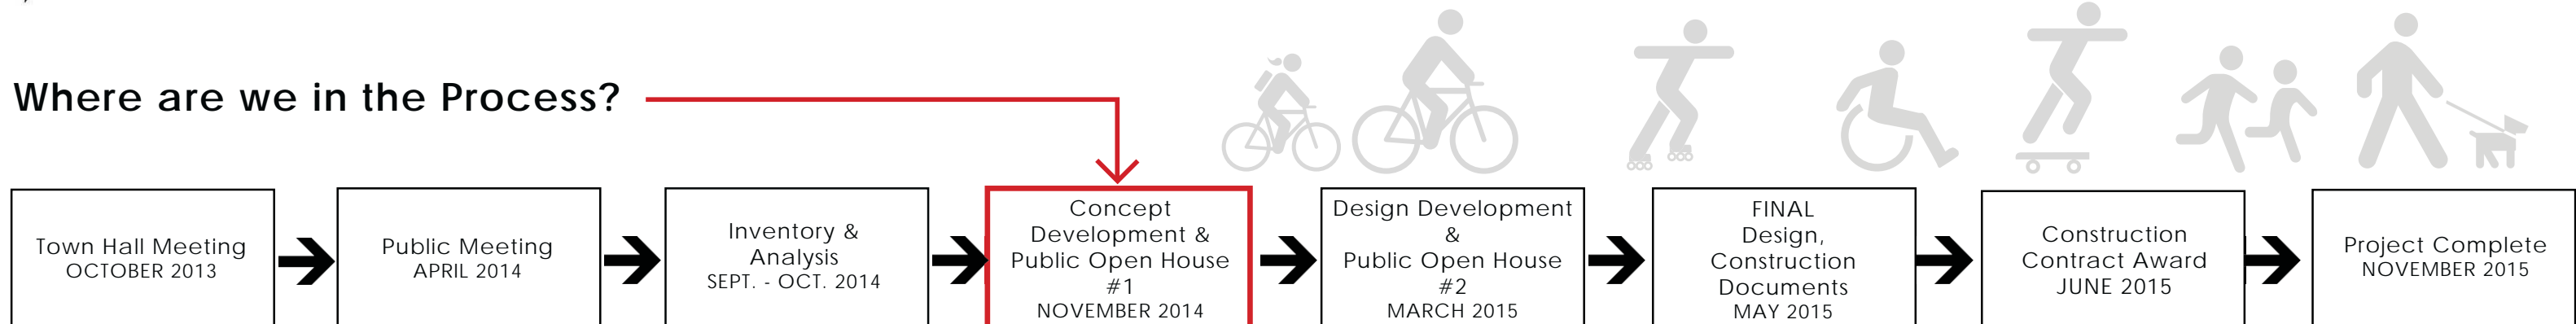 Where are we in the Process?
Town Hall Meeting
OCTOBER 2013
Public Meeting
APRIL 2014
Inventory &
Analysis
SEPT. - OCT. 2014
Concept
Development &
Public Open House
#1
NOVEMBER 2014
Design Development
&
Public Open House
#2
MARCH 2015
FINAL
Design,
Construction
Documents
MAY 2015
Construction
Contract Award
JUNE 2015
Project Complete
NOVEMBER 2015